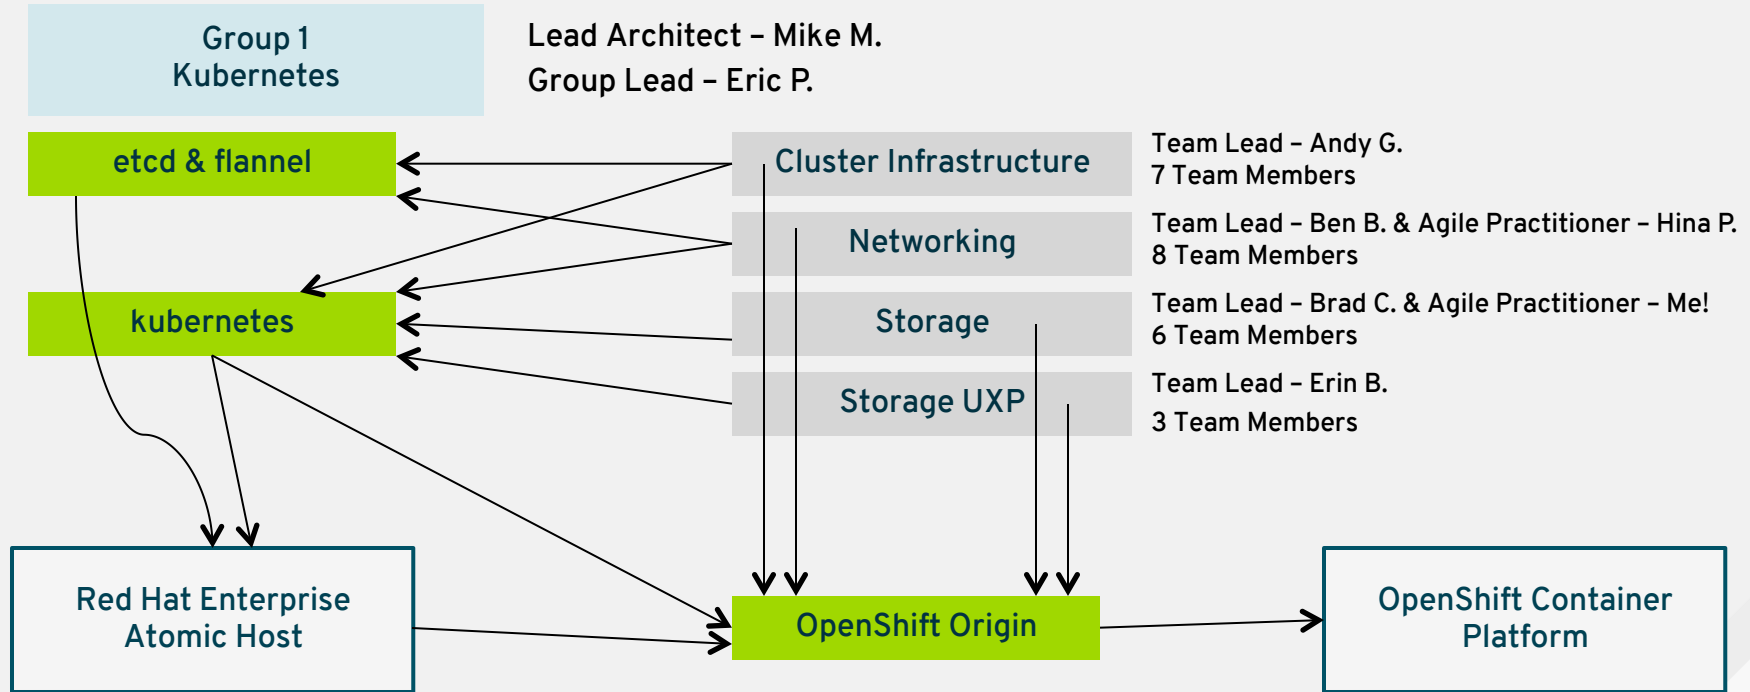 Group 1
Kubernetes
Lead Architect – Mike M.
Group Lead – Eric P.
etcd & flannel
Cluster Infrastructure
Team Lead – Andy G.
7 Team Members
Networking
Team Lead – Ben B. & Agile Practitioner – Hina P.
8 Team Members
kubernetes
Storage
Team Lead – Brad C. & Agile Practitioner – Me!
6 Team Members
Storage UXP
Team Lead – Erin B.
3 Team Members
Red Hat Enterprise
Atomic Host
OpenShift Origin
OpenShift Container
Platform